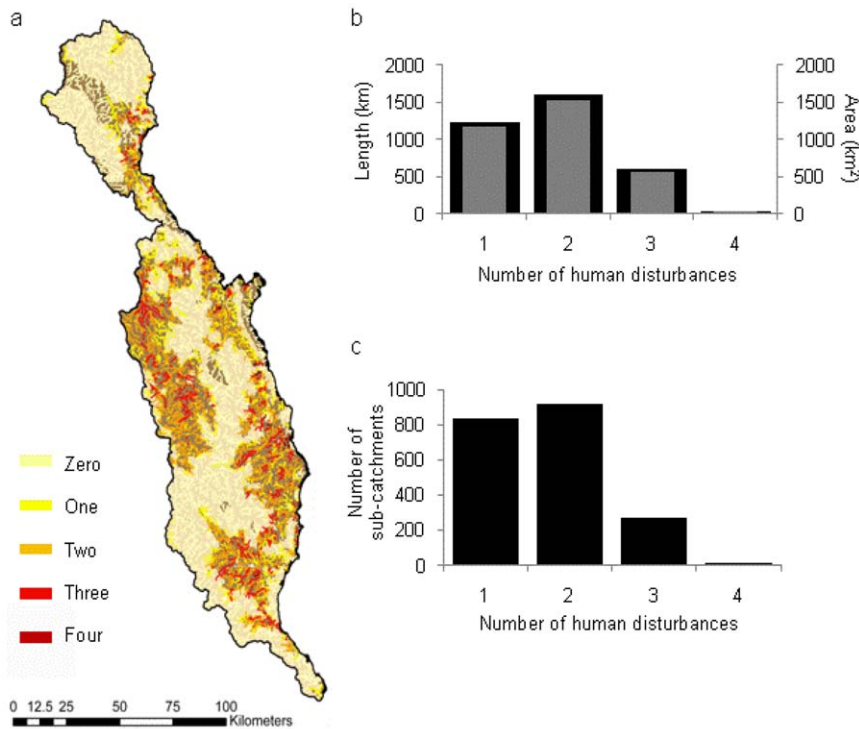 a
Zero
One
Two
Three
Four
0 12.5 25 50 75 100
Kilometers
b
2000
1500
1000
500
0
Length (km)
2000
1500
1000
500
0
Area (km²)
1 2 3 4
Number of human disturbances
c
1000
800
600
400
200
0
Number of
sub-catchments
1 2 3 4
Number of human disturbances